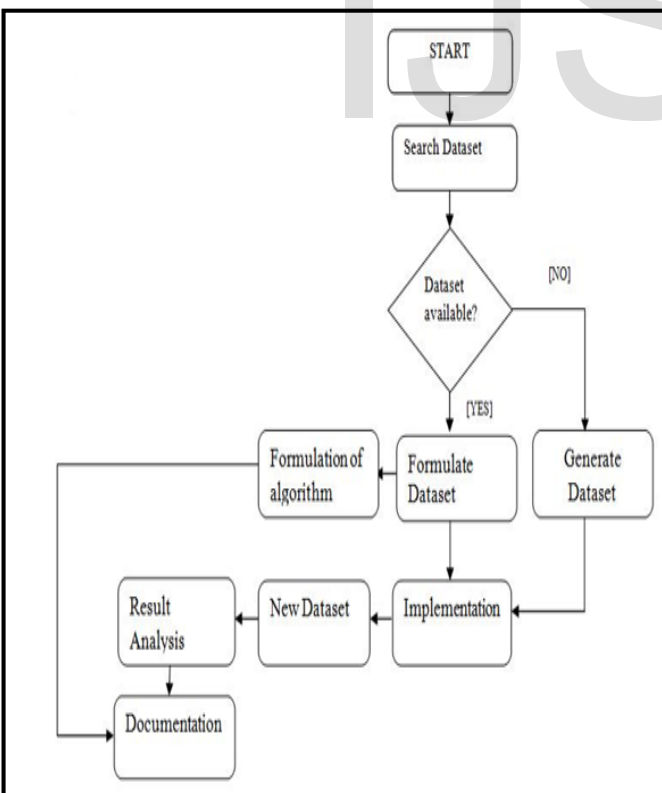 START
Search Dataset
Dataset
available?
[NO]
[YES]
Formulation of
algorithm
Formulate
Dataset
Generate
Dataset
Result
Analysis
New Dataset
Implementation
Documentation